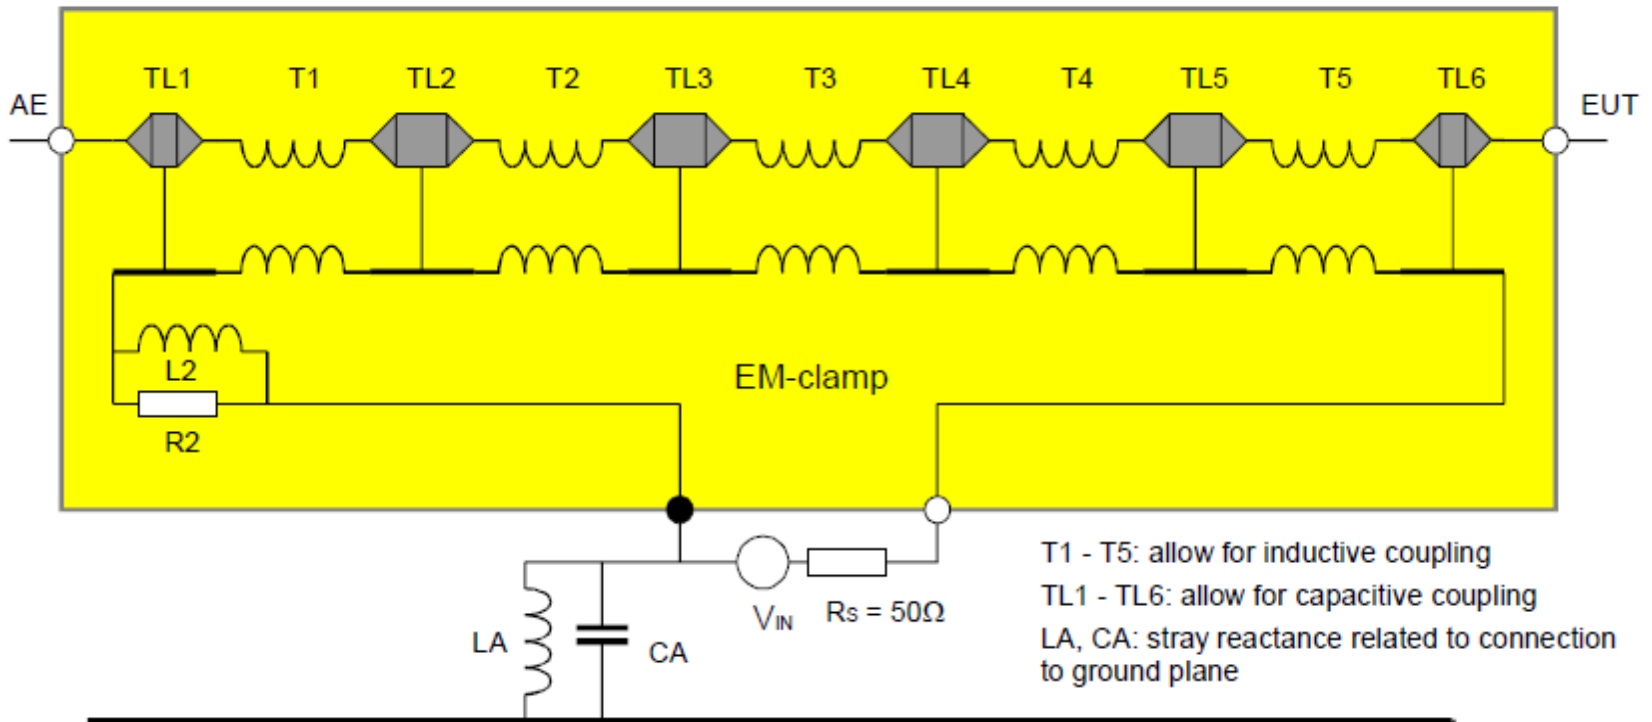 TL1 T1 TL2 T2 TL3 T3 TL4 T4 TL5 T5 TL6
AE EUT
L2
EM-clamp
R2
T1 - T5: allow for inductive coupling
TL1 - TL6: allow for capacitive coupling
VIN Rs = 50Ω
LA CA
LA, CA: stray reactance related to connection
to ground plane